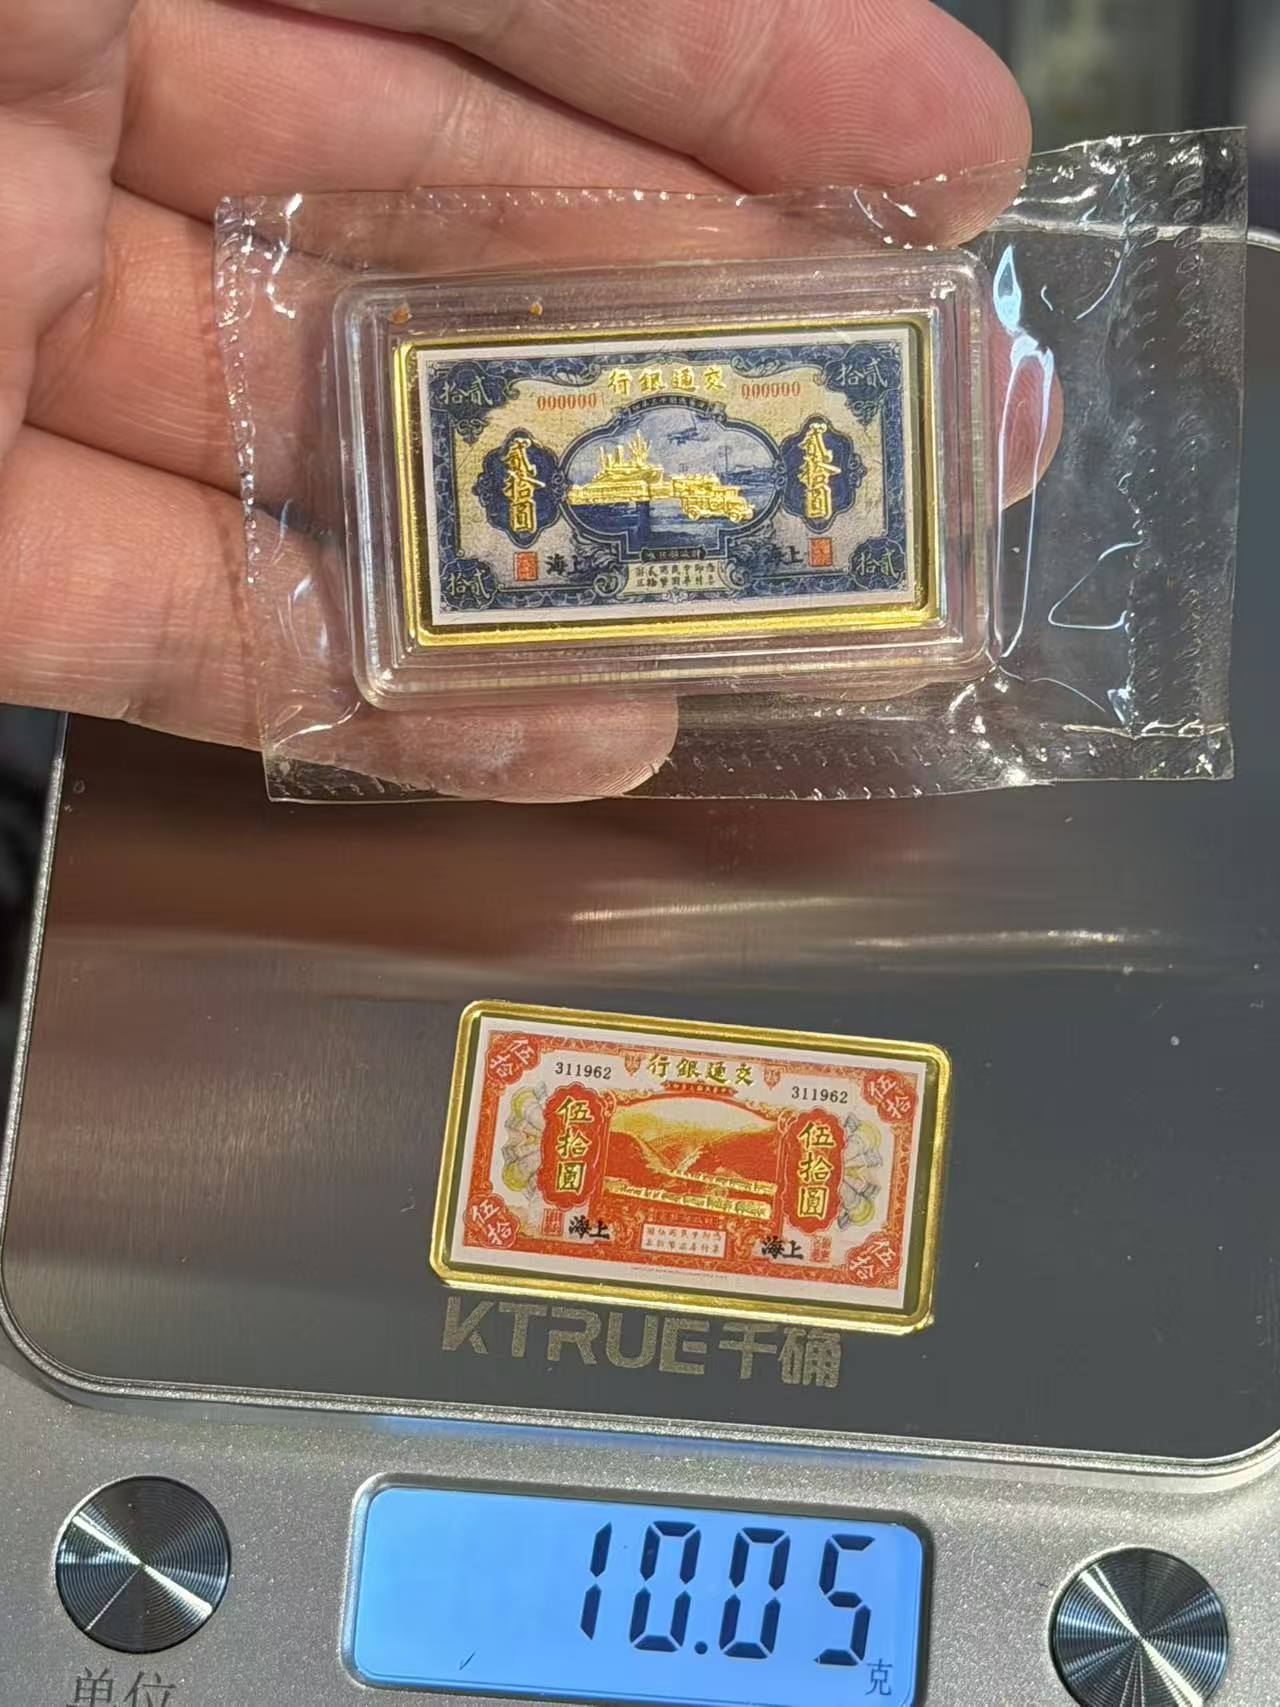 拾貳 行銀通交 拾貳
000000 000000
貳拾圓 貳拾圓
海上 海上
拾貳 拾貳
伍拾 行銀通交 伍拾
311962 311962
伍拾圓 伍拾圓
伍拾 海上 海上 伍拾
KTRUE千确
10.05 克
单位